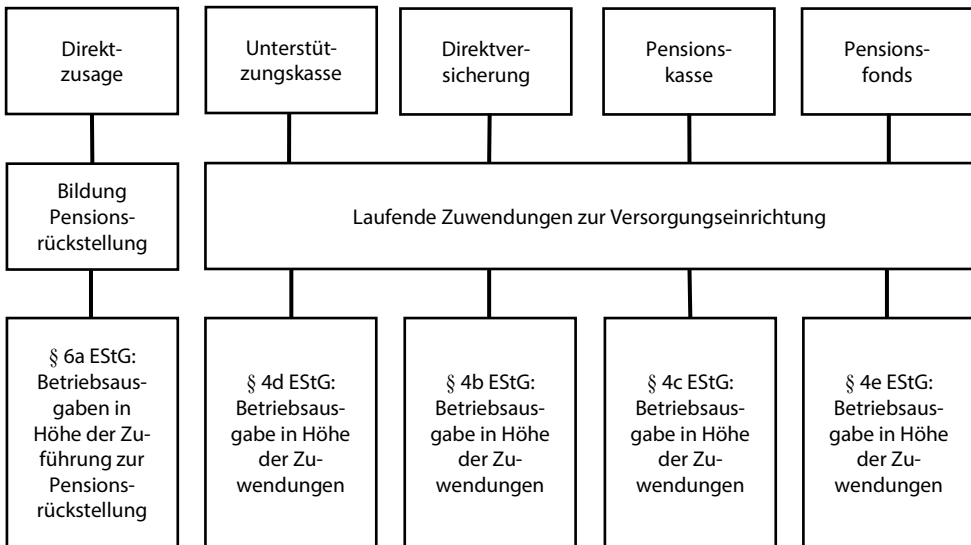 Direkt-
zusage
Unterstüt-
zungskasse
Direktver-
sicherung
Pensions-
kasse
Pensions-
fonds
Bildung
Pensions-
rückstellung
Laufende Zuwendungen zur Versorgungseinrichtung
§ 6a EStG:
Betriebsaus-
gaben in
Höhe der Zu-
führung zur
Pensions-
rückstellung
§ 4d EStG:
Betriebsaus-
gabe in Höhe
der Zu-
wendungen
§ 4b EStG:
Betriebsaus-
gabe in Höhe
der Zu-
wendungen
§ 4c EStG:
Betriebsaus-
gabe in Höhe
der Zu-
wendungen
§ 4e EStG:
Betriebsaus-
gabe in Höhe
der Zu-
wendungen